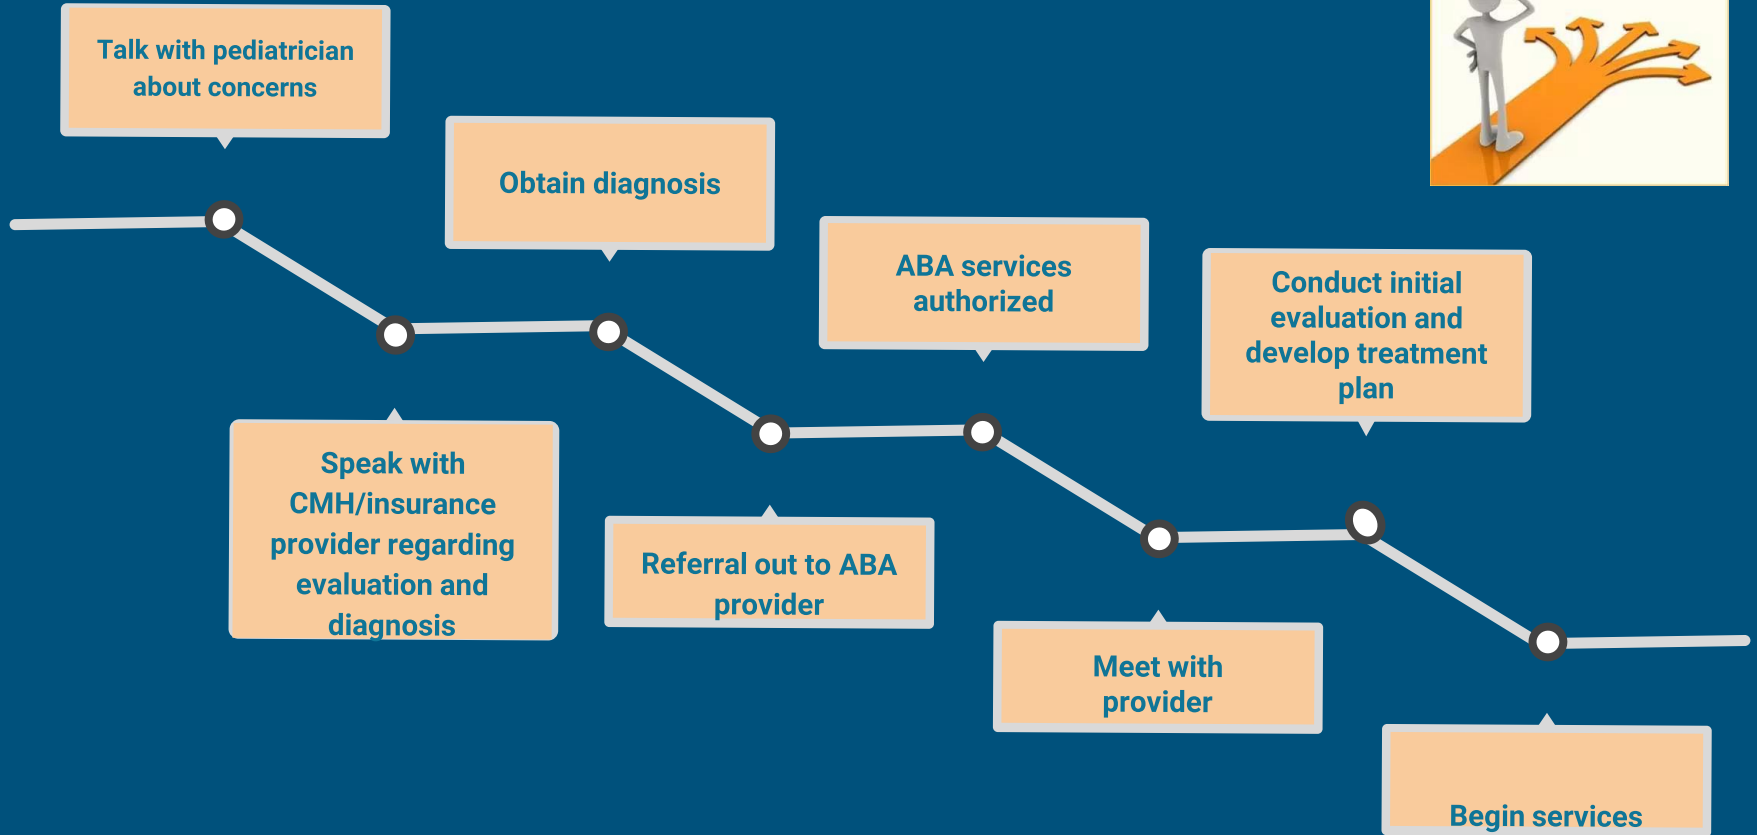 Talk with pediatrician
about concerns
Speak with
CMH/insurance
provider regarding
evaluation and
diagnosis
Obtain diagnosis
Referral out to ABA
provider
ABA services
authorized
Meet with
provider
Conduct initial
evaluation and
develop treatment
plan
Begin services